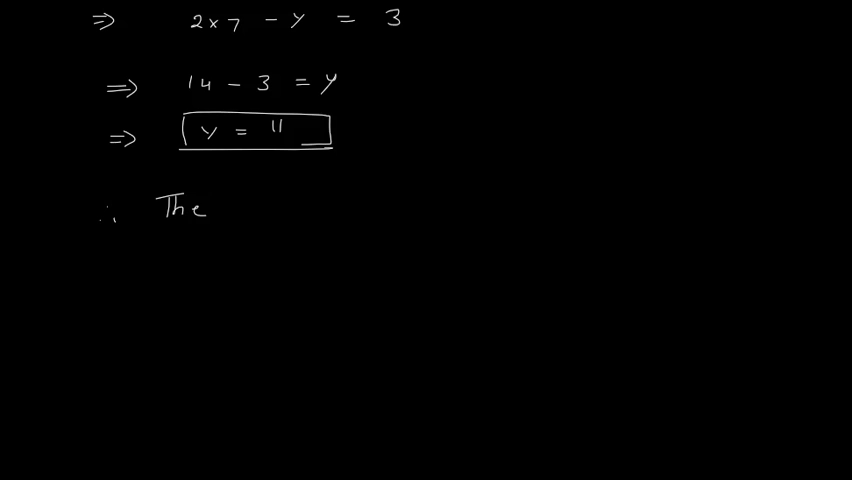 ⇒ 2 × 7 - y = 3
⇒ 14 - 3 = y
⇒ y = 11
∴ The